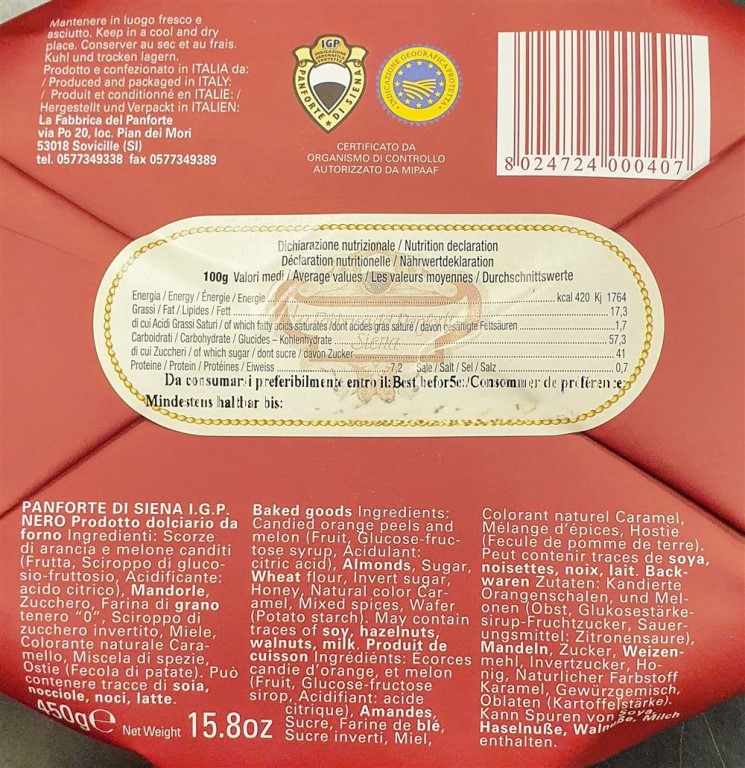 Mantenere in luogo fresco e
asciutto. Keep in a cool and dry
place. Conserver au sec et au frais.
Kuhl und trocken lagern.
Prodotto e confezionato in ITALIA da:
/ Produced and packaged in ITALY:
/ Produit et conditionné en ITALIE: /
Hergestellt und Verpackt in ITALIEN:
La Fabbrica del Panforte
via Po 20, loc. Pian dei Mori
53018 Sovicille (SI)
tel. 0577349338 fax 0577349389
IGP
INDICAZIONE
GEOGRAFICA
PROTETTA
PANFORTE DI SIENA
INDICAZIONE GEOGRAFICA PROTETTA
CERTIFICATO DA
ORGANISMO DI CONTROLLO
AUTORIZZATO DA MIPAAF
8 024724 000407
Dichiarazione nutrizionale / Nutrition declaration
Déclaration nutritionelle / Nährwertdeklaration
100g Valori medi / Average values / Les valeurs moyennes / Durchschnittswerte
Energia / Energy / Énergie / Energie kcal 420 Kj 1764
Grassi / Fat / Lipides / Fett 17,3
di cui Acidi Grassi Saturi / of which fatty acids saturates /dont acides gras saturé / davon gesättigte Fettsäuren 1,7
Carboidrati / Carbohydrate / Glucides – Kohlenhydrate 57,3
di cui Zuccheri / of which sugar / dont sucre / davon Zucker 41
Proteine / Protein / Protéines / Eiweiss 7,2 Sale / Salt / Sel / Salz 0,7
Siena
Da consumarsi preferibilmente entro il:Best befor5e:/Consommer de préférence:
Mindestens haltbar bis:
PANFORTE DI SIENA I.G.P.
NERO Prodotto dolciario da
forno Ingredienti: Scorze
di arancia e melone canditi
(Frutta, Sciroppo di gluco-
sio-fruttosio, Acidificante:
acido citrico), Mandorle,
Zucchero, Farina di grano
tenero "0", Sciroppo di
zucchero invertito, Miele,
Colorante naturale Cara-
mello, Miscela di spezie,
Ostie (Fecola di patate). Può
contenere tracce di soia,
nocciole, noci, latte.
450g e Net Weight 15.8oz
Baked goods Ingredients:
Candied orange peels and
melon (Fruit, Glucose-fruc-
tose syrup, Acidulant:
citric acid), Almonds, Sugar,
Wheat flour, Invert sugar,
Honey, Natural color Car-
amel, Mixed spices, Wafer
(Potato starch). May contain
traces of soy, hazelnuts,
walnuts, milk. Produit de
cuisson Ingrédiénts: Écorces
candie d'orange, et melon
(Fruit, Glucose-fructose
sirop, Acidifiant: acide
citrique), Amandes,
Sucre, Farine de blé,
Sucre inverti, Miel,
Colorant naturel Caramel,
Mélange d'épices, Hostie
(Fecule de pomme de terre).
Peut contenir traces de soya,
noisettes, noix, lait. Back-
waren Zutaten: Kandierte
Orangenschalen, und Mel-
onen (Obst, Glukosestärke-
sirup-Fruchtzucker, Sauer-
ungsmittel: Zitronensaure),
Mandeln, Zucker, Weizen-
mehl, Invertzucker, Ho-
nig, Naturlicher Farbstoff
Karamel, Gewürzgemisch,
Oblaten (Kartoffelstärke).
Kann Spuren von soya,
Haselnuße, Walnuße, Milch
enthalten.